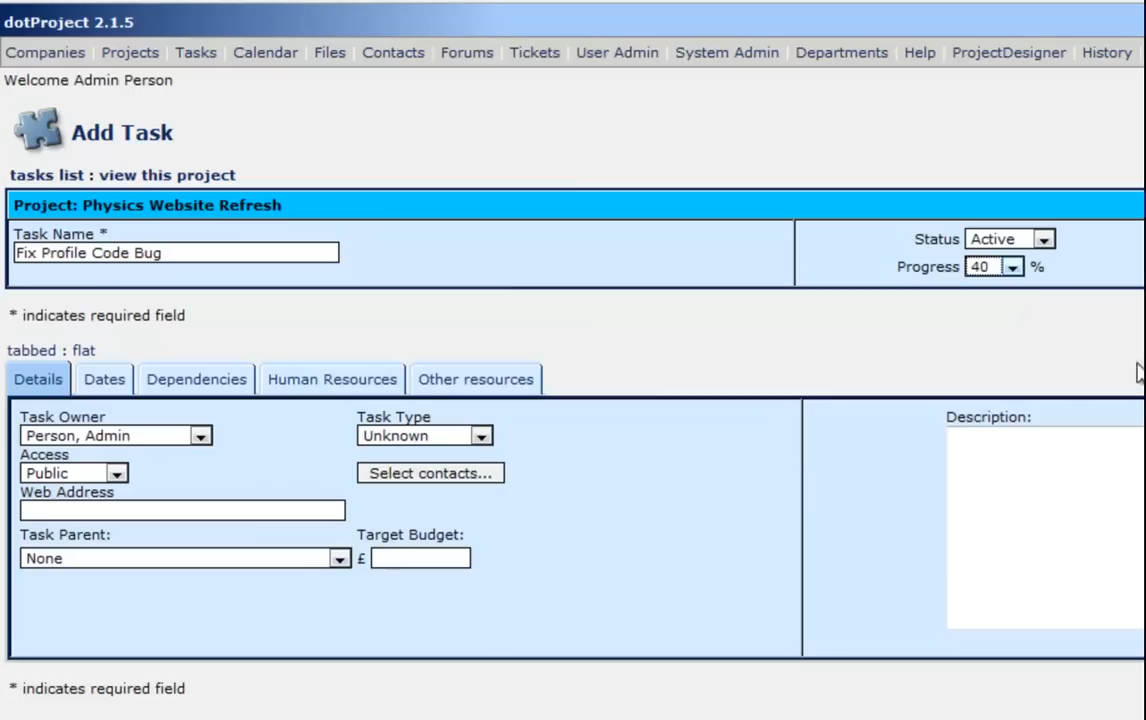 dotProject 2.1.5
Companies Projects Tasks Calendar Files Contacts Forums Tickets User Admin System Admin Departments Help ProjectDesigner History
Welcome Admin Person
Add Task
tasks list : view this project
Project: Physics Website Refresh
Task Name *
Fix Profile Code Bug
Status Active
Progress 40 %
* indicates required field
tabbed : flat
Details Dates Dependencies Human Resources Other resources
Task Owner Task Type Description:
Person, Admin Unknown
Access
Public Select contacts...
Web Address
Task Parent: Target Budget:
None £
* indicates required field